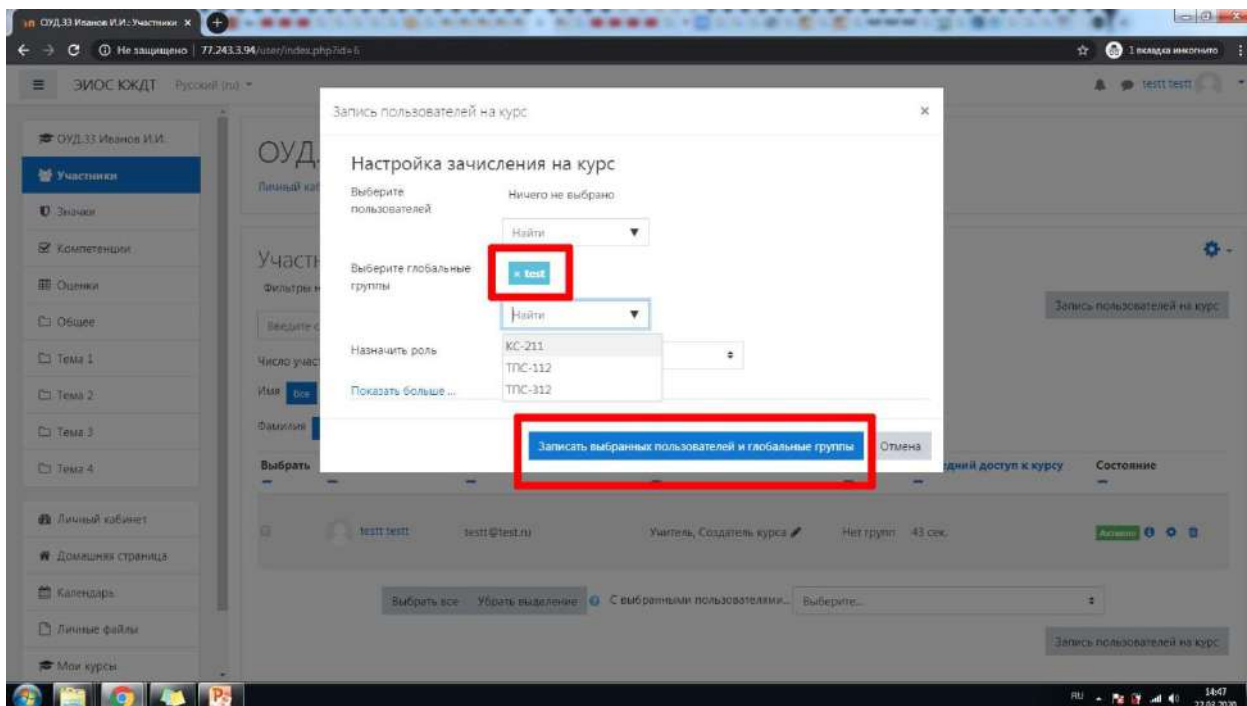 ОУД.33 Иванов И.И.: Участники ×
Не защищено | 77.243.3.94/user/index.php?id=6
1 вкладка инкогнито
ЭИОС КЖДТ Русский (ru)
testt testt
ОУД.33 Иванов И.И.
Участники
Значки
Компетенции
Оценки
Общее
Тема 1
Тема 2
Тема 3
Тема 4
Личный кабинет
Домашняя страница
Календарь
Личные файлы
Мои курсы
ОУД.
Личный каб
Участн
Фильтры н
Введите с
Число учас
Имя Все
Фамилия
Запись пользователей на курс
×
Настройка зачисления на курс
Выберите пользователей
Ничего не выбрано
Найти ▼
Выберите глобальные группы
× test
Найти ▼
КС-211
ТПС-112
ТПС-312
Назначить роль
Показать больше ...
Записать выбранных пользователей и глобальные группы
Отмена
Запись пользователей на курс
Выбрать
едний доступ к курсу
Состояние
testt testt
testt@test.ru
Учитель, Создатель курса
Нет групп
43 сек.
Активно
Выбрать все
Убрать выделение
С выбранными пользователями...
Выберите...
Запись пользователей на курс
RU
14:47
22.03.2020